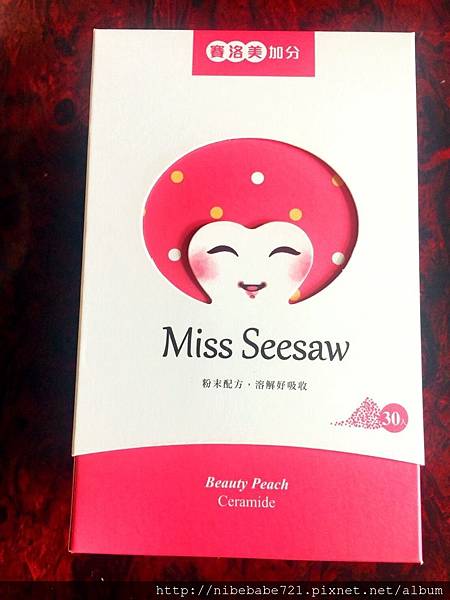 賽洛美加分
Miss Seesaw
粉末配方，溶解好吸收
30入
Beauty Peach
Ceramide
http://nibebabe721.pixnet.net/album